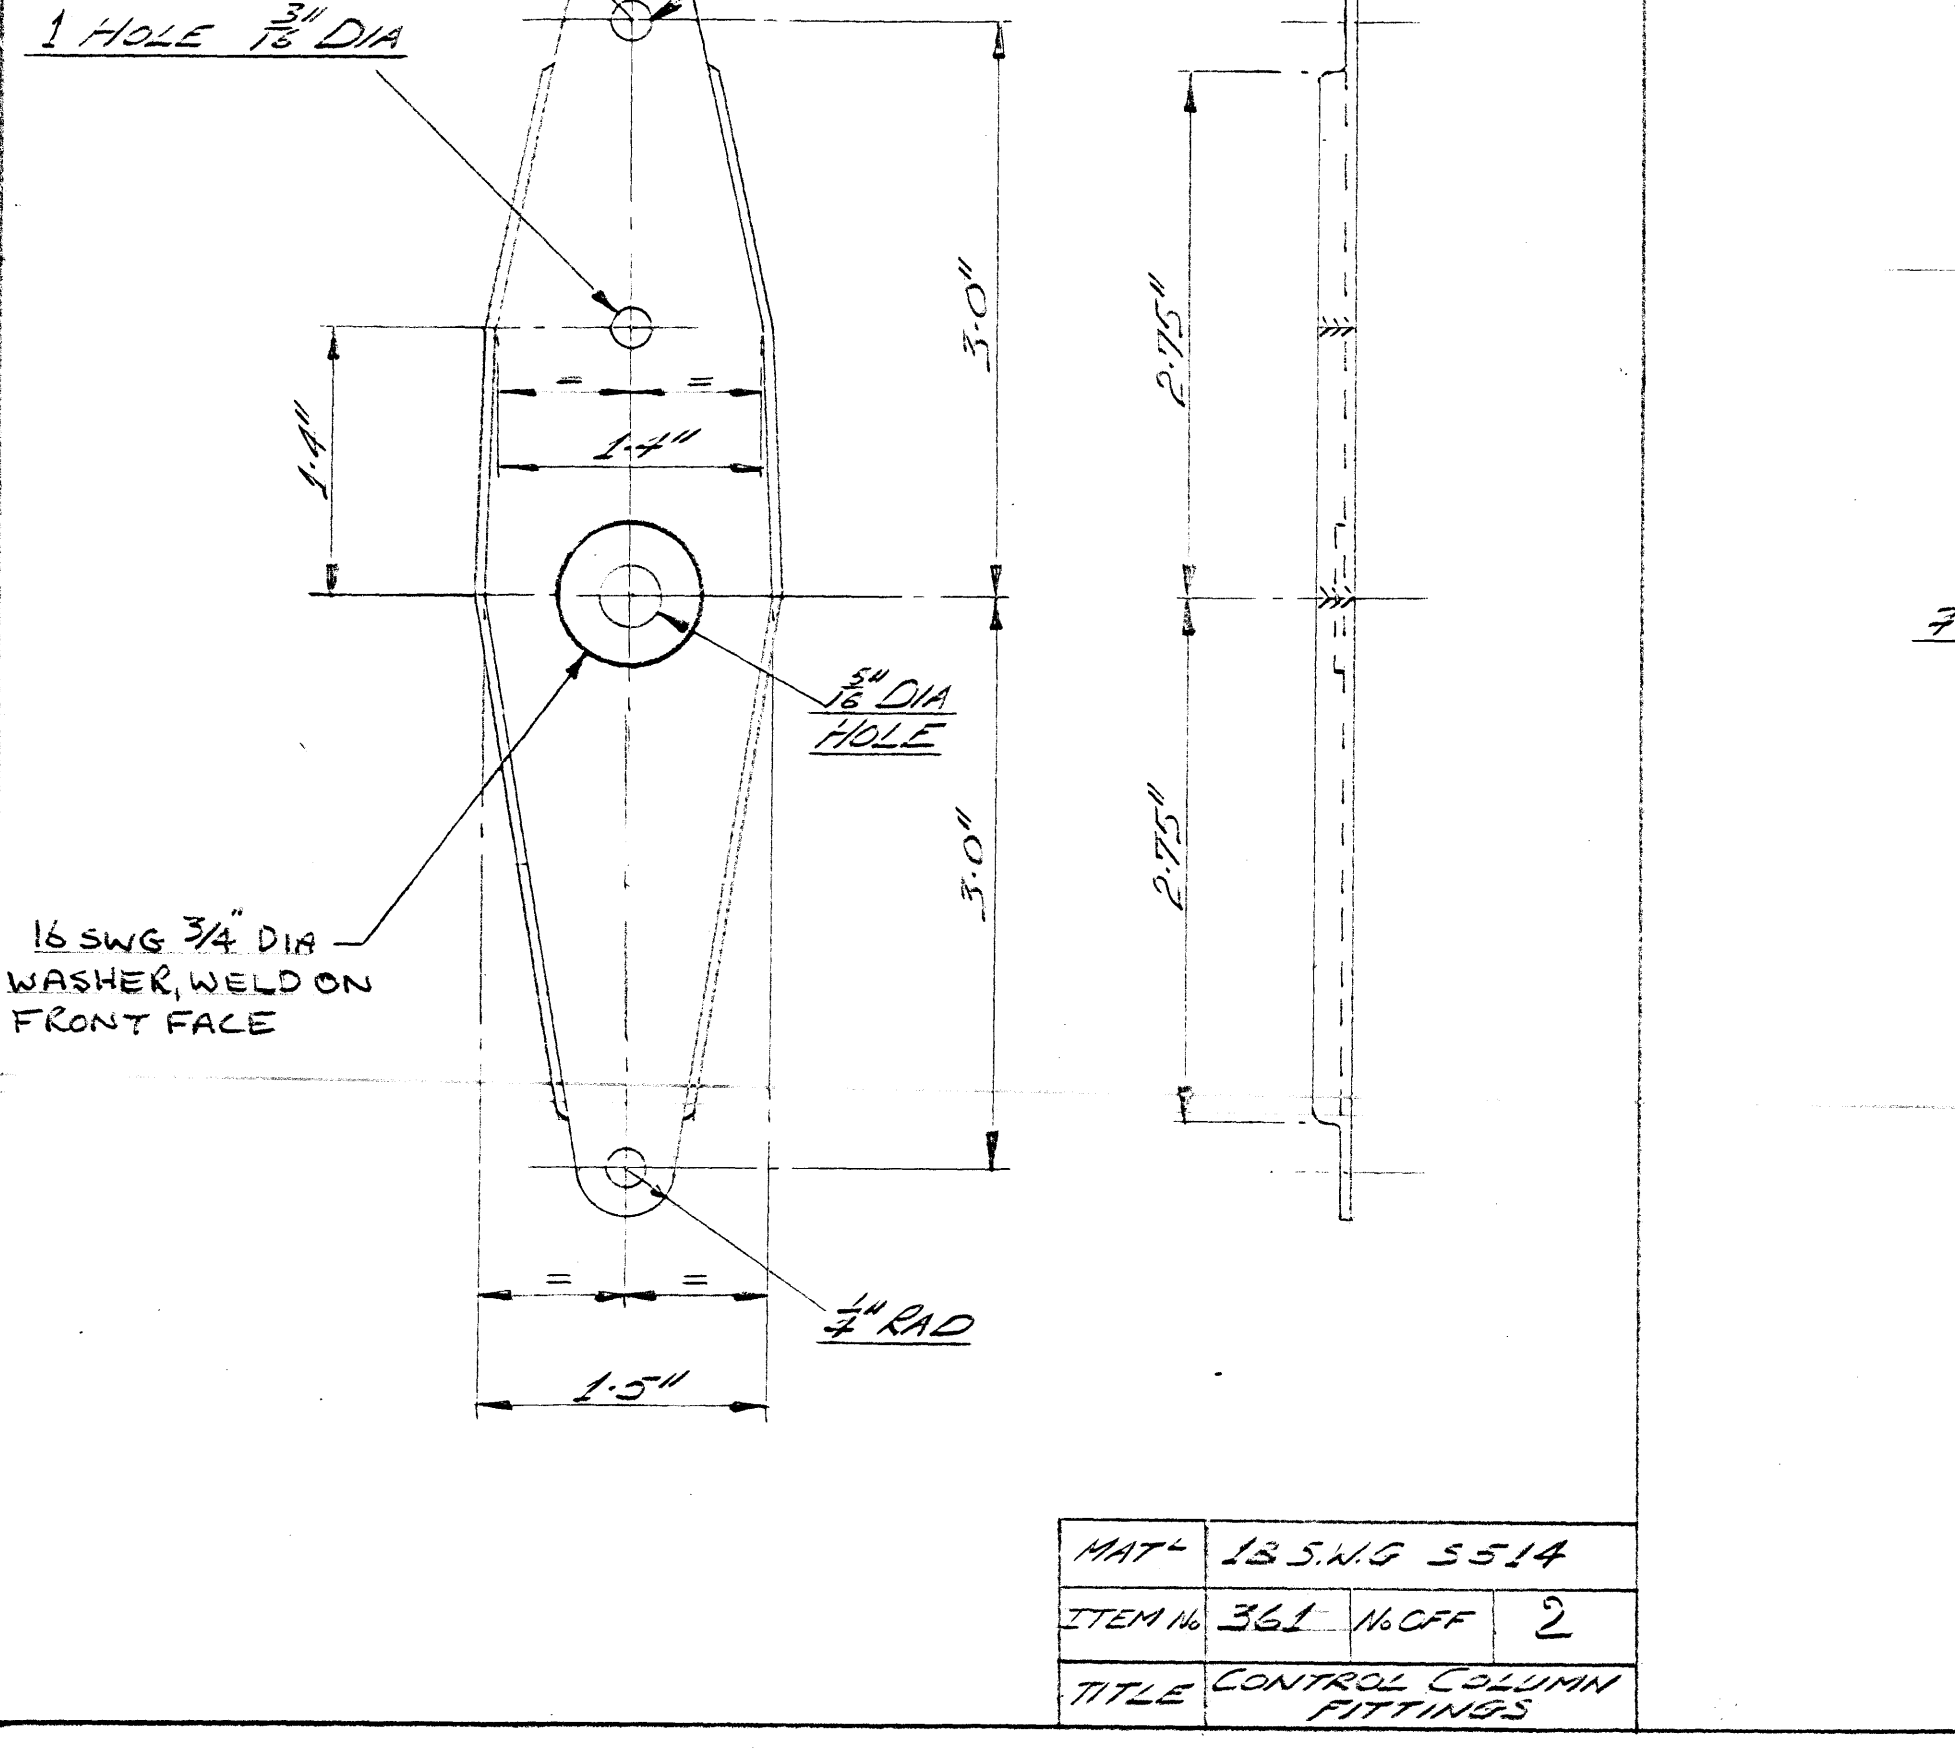 1 HOLE 3/16" DIA
3·0"
2·75"
= =
1·4"
1·4"
5/16" DIA
HOLE
3·0"
2·75"
16 SWG 3/4" DIA
WASHER, WELD ON
FRONT FACE
= =
1/4" RAD
1·5"
MATL 18 S.W.G S514
ITEM No 361 No OFF 2
TITLE CONTROL COLUMN
FITTINGS